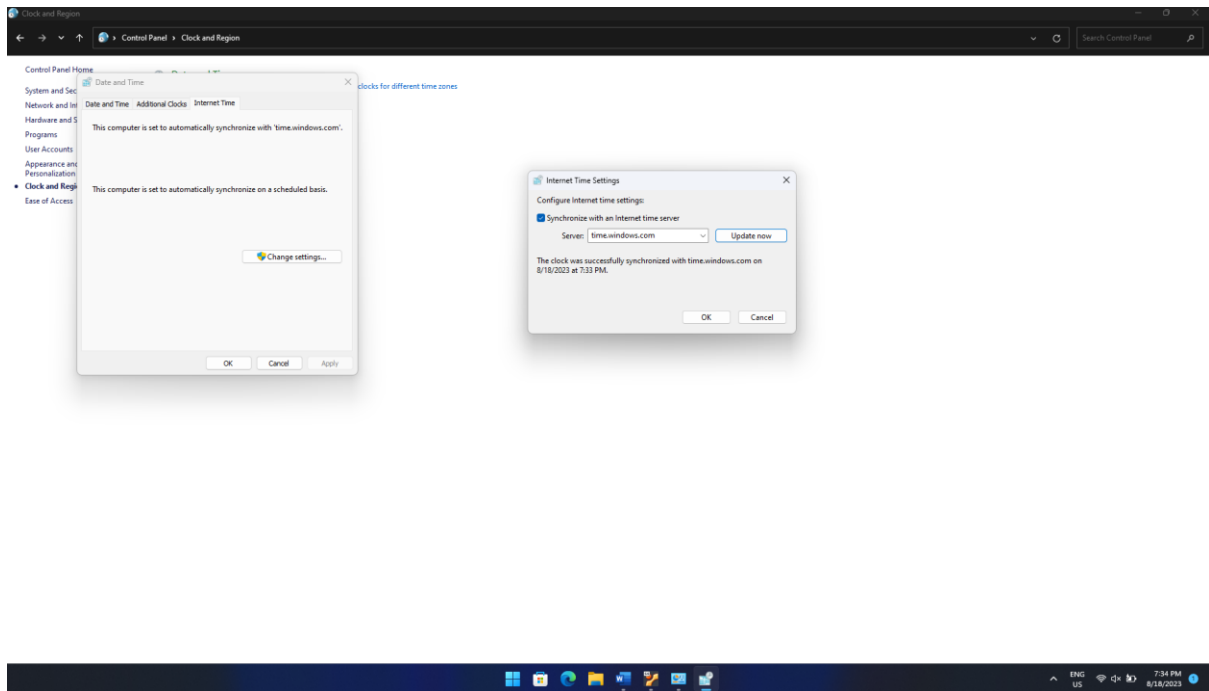 Clock and Region
Control Panel › Clock and Region
Search Control Panel
Control Panel Home
System and Sec
Network and In
Hardware and S
Programs
User Accounts
Appearance and
Personalization
Clock and Regi
Ease of Access
clocks for different time zones
Date and Time
Date and Time Additional Clocks Internet Time
This computer is set to automatically synchronize with 'time.windows.com'.
This computer is set to automatically synchronize on a scheduled basis.
Change settings...
OK Cancel Apply
Internet Time Settings
Configure Internet time settings:
Synchronize with an Internet time server
Server: time.windows.com Update now
The clock was successfully synchronized with time.windows.com on
8/18/2023 at 7:33 PM.
OK Cancel
ENG
US
7:34 PM
8/18/2023
1